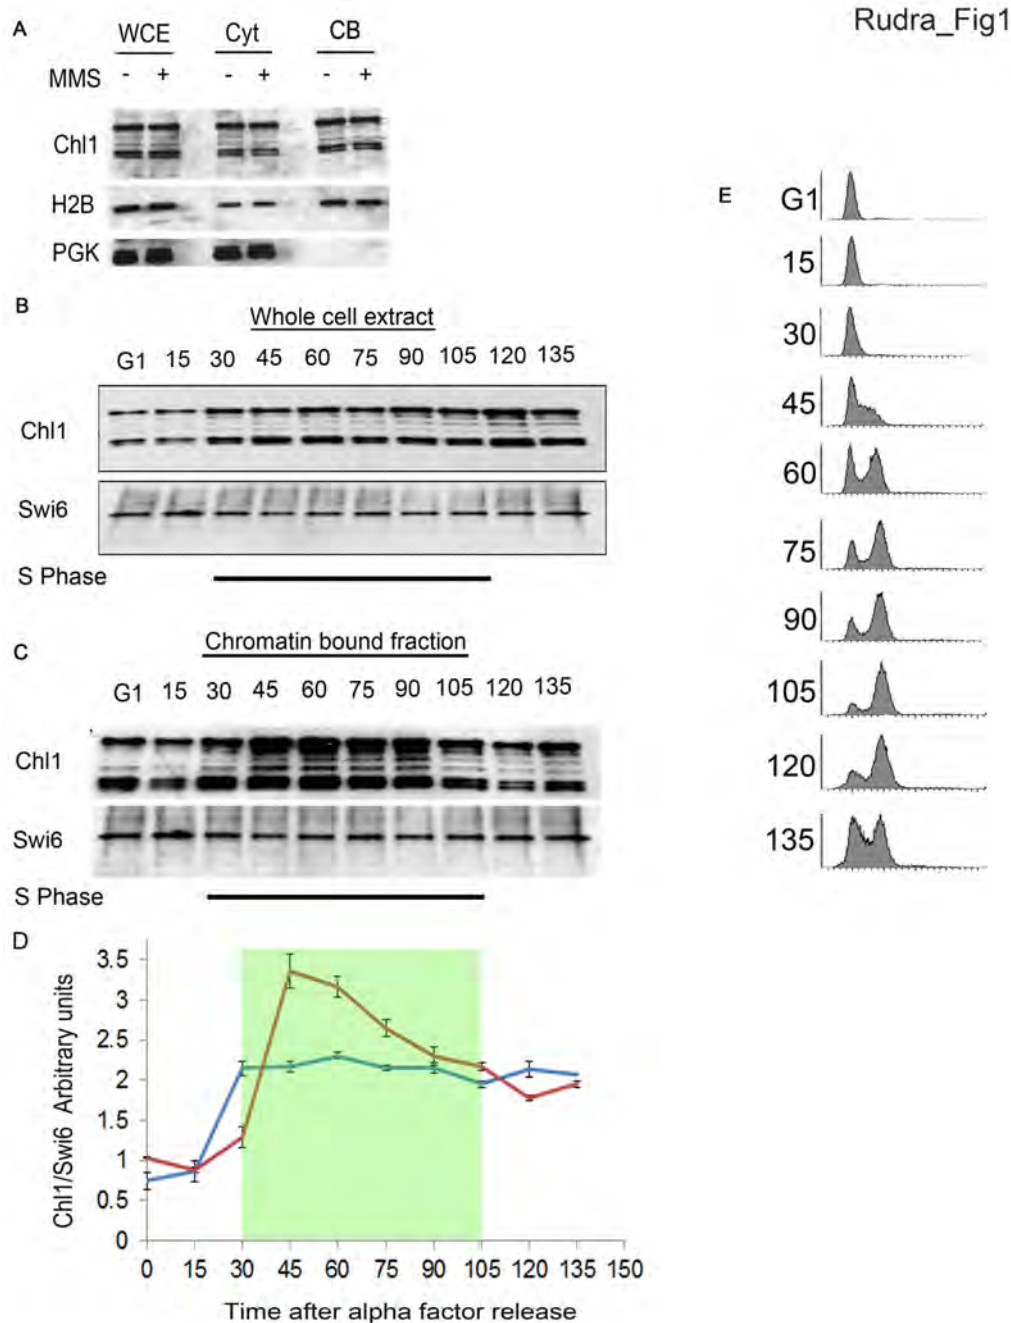 Rudra_Fig1
A
WCE Cyt CB
MMS - + - + - +
Chl1
H2B
PGK
B
Whole cell extract
G1 15 30 45 60 75 90 105 120 135
Chl1
Swi6
S Phase
C
Chromatin bound fraction
G1 15 30 45 60 75 90 105 120 135
Chl1
Swi6
S Phase
D
Chl1/Swi6 Arbitrary units
3.5
3
2.5
2
1.5
1
0.5
0
0 15 30 45 60 75 90 105 120 135 150
Time after alpha factor release
E
G1
15
30
45
60
75
90
105
120
135